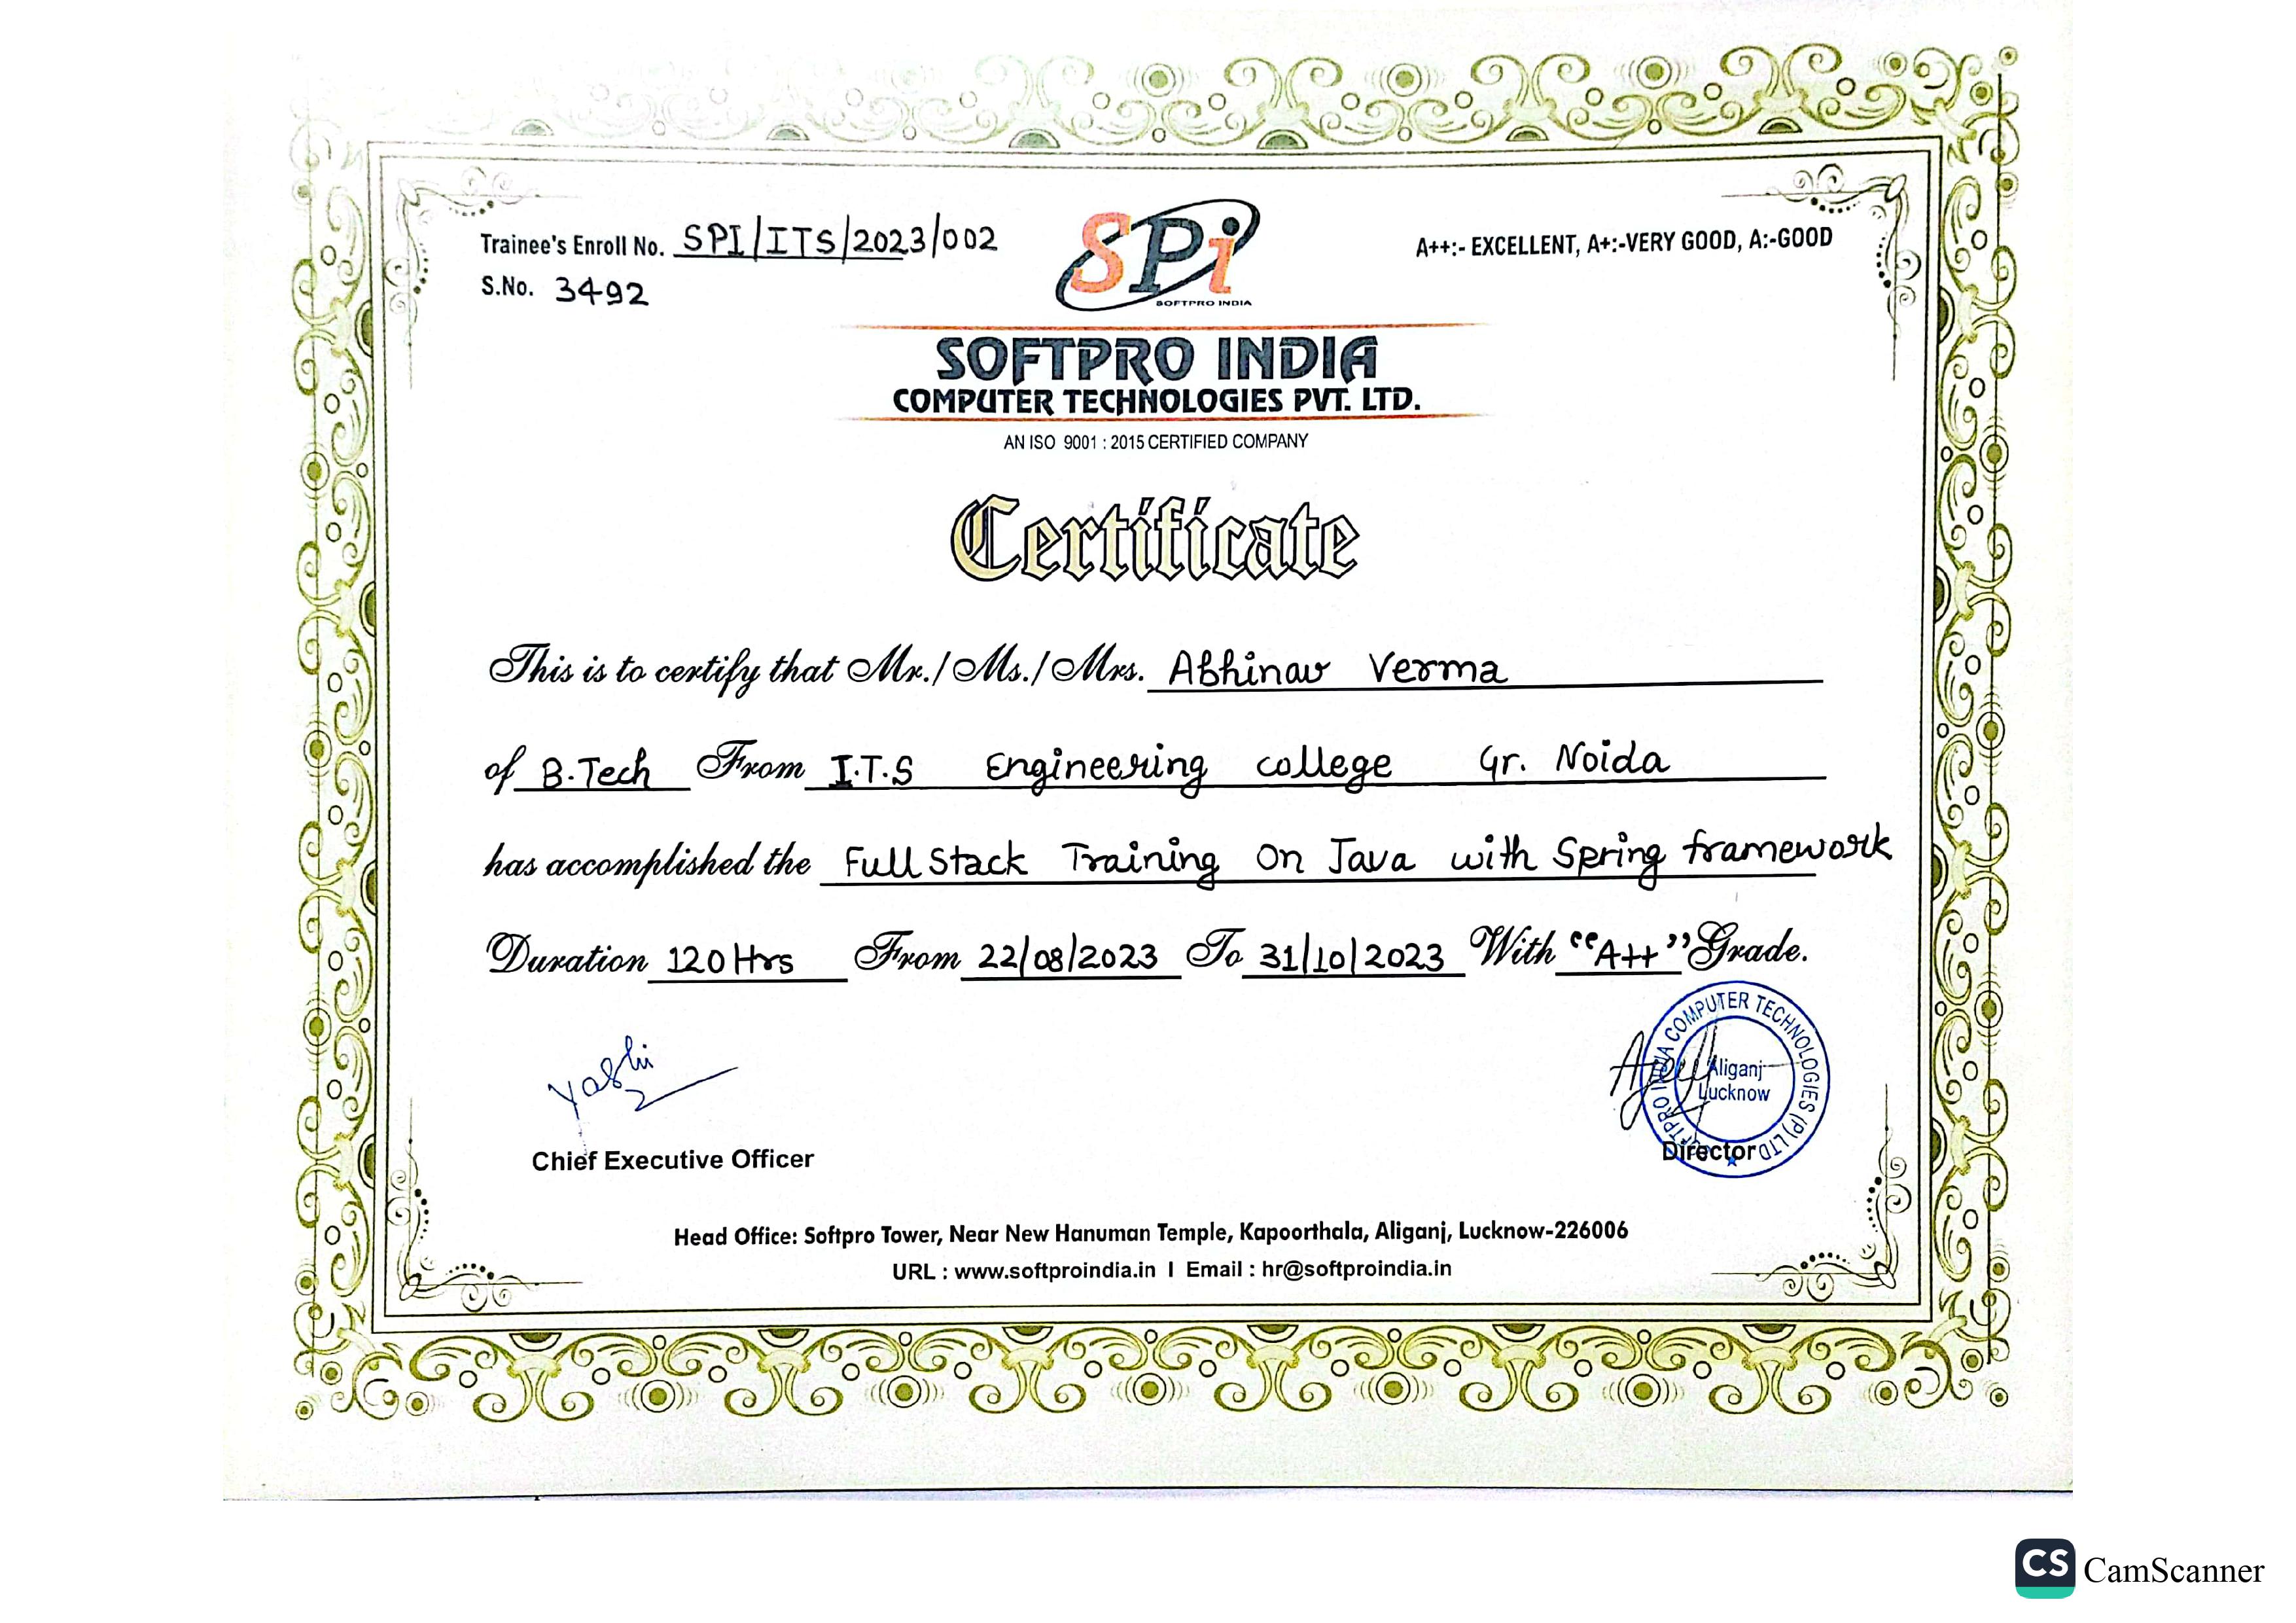 Trainee's Enroll No. SPI/ITS/2023/002
S.No. 3492
SPi
SOFTPRO INDIA
A++:- EXCELLENT, A+:-VERY GOOD, A:-GOOD
SOFTPRO INDIA
COMPUTER TECHNOLOGIES PVT. LTD.
AN ISO 9001 : 2015 CERTIFIED COMPANY
Certificate
This is to certify that Mr./Ms./Mrs. Abhinav Verma
of B.Tech From I.T.S Engineering college Gr. Noida
has accomplished the Full Stack Training On Java with Spring framework
Duration 120 Hrs From 22/08/2023 To 31/10/2023 With "A++" Grade.
Yashi
SOFTPRO INDIA COMPUTER TECHNOLOGIES (P) LTD
Aliganj
Lucknow
Chief Executive Officer
Director
Head Office: Softpro Tower, Near New Hanuman Temple, Kapoorthala, Aliganj, Lucknow-226006
URL : www.softproindia.in I Email : hr@softproindia.in
CS CamScanner